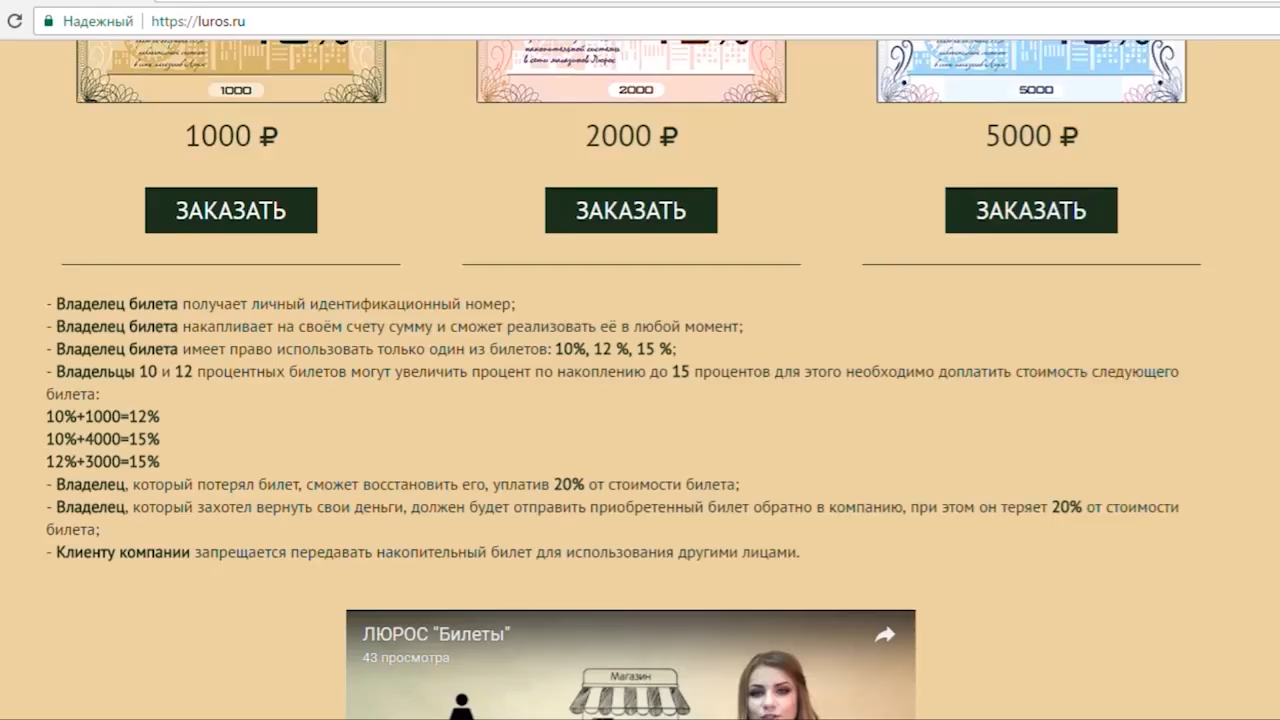 Надежный | https://luros.ru
накопительной системы
в сети магазинов Люрос
1000 2000 5000
1000 ₽ 2000 ₽ 5000 ₽
ЗАКАЗАТЬ ЗАКАЗАТЬ ЗАКАЗАТЬ
- Владелец билета получает личный идентификационный номер;
- Владелец билета накапливает на своём счету сумму и сможет реализовать её в любой момент;
- Владелец билета имеет право использовать только один из билетов: 10%, 12 %, 15 %;
- Владельцы 10 и 12 процентных билетов могут увеличить процент по накоплению до 15 процентов для этого необходимо доплатить стоимость следующего
билета:
10%+1000=12%
10%+4000=15%
12%+3000=15%
- Владелец, который потерял билет, сможет восстановить его, уплатив 20% от стоимости билета;
- Владелец, который захотел вернуть свои деньги, должен будет отправить приобретенный билет обратно в компанию, при этом он теряет 20% от стоимости
билета;
- Клиенту компании запрещается передавать накопительный билет для использования другими лицами.
ЛЮРОС "Билеты"
43 просмотра
Магазин